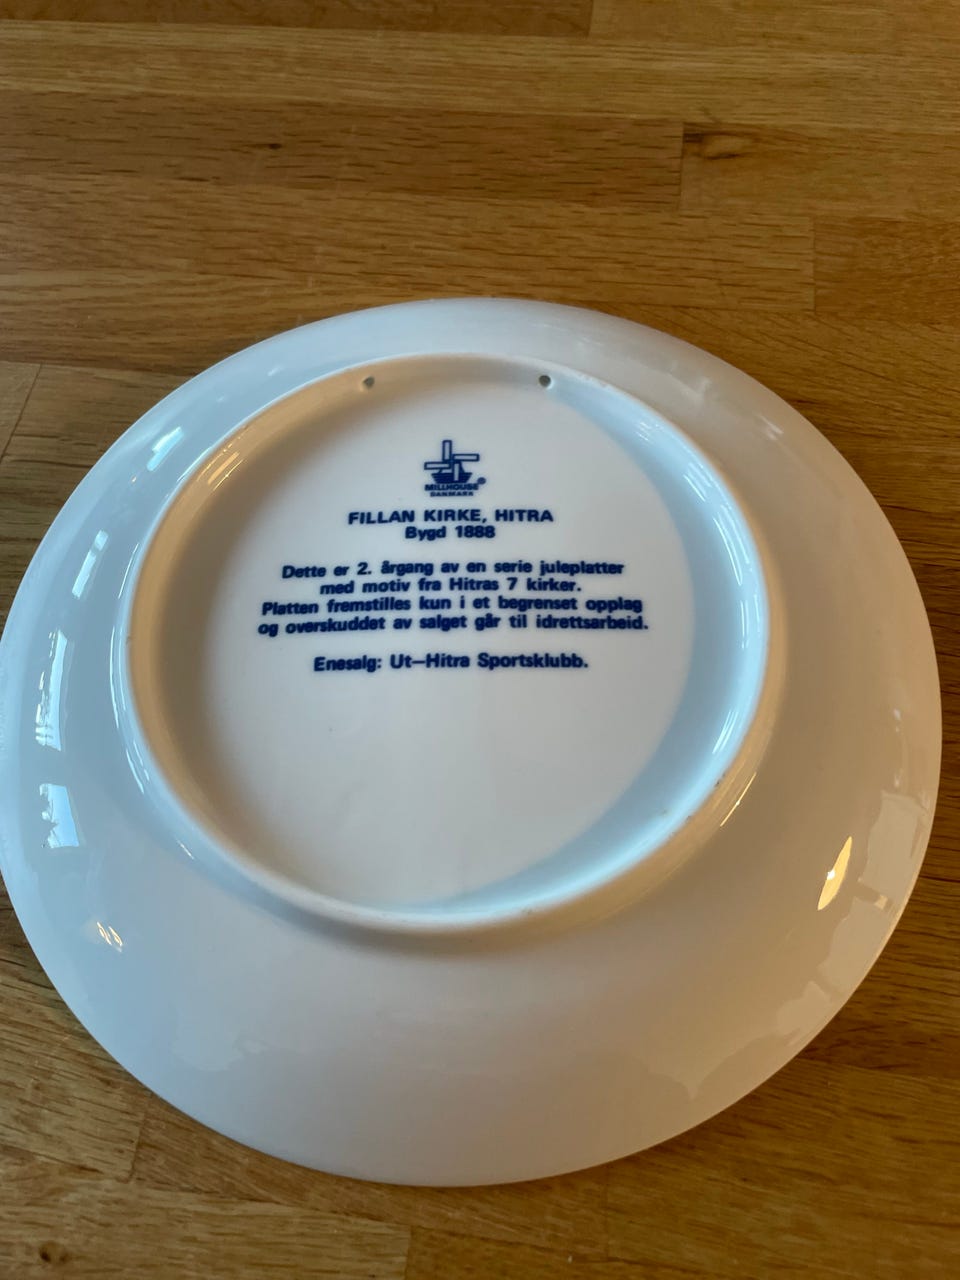 MILLHOUSE®
DANMARK
FILLAN KIRKE, HITRA
Bygd 1888
Dette er 2. årgang av en serie juleplatter
med motiv fra Hitras 7 kirker.
Platten fremstilles kun i et begrenset opplag
og overskuddet av salget går til idrettsarbeid.
Enesalg: Ut–Hitra Sportsklubb.